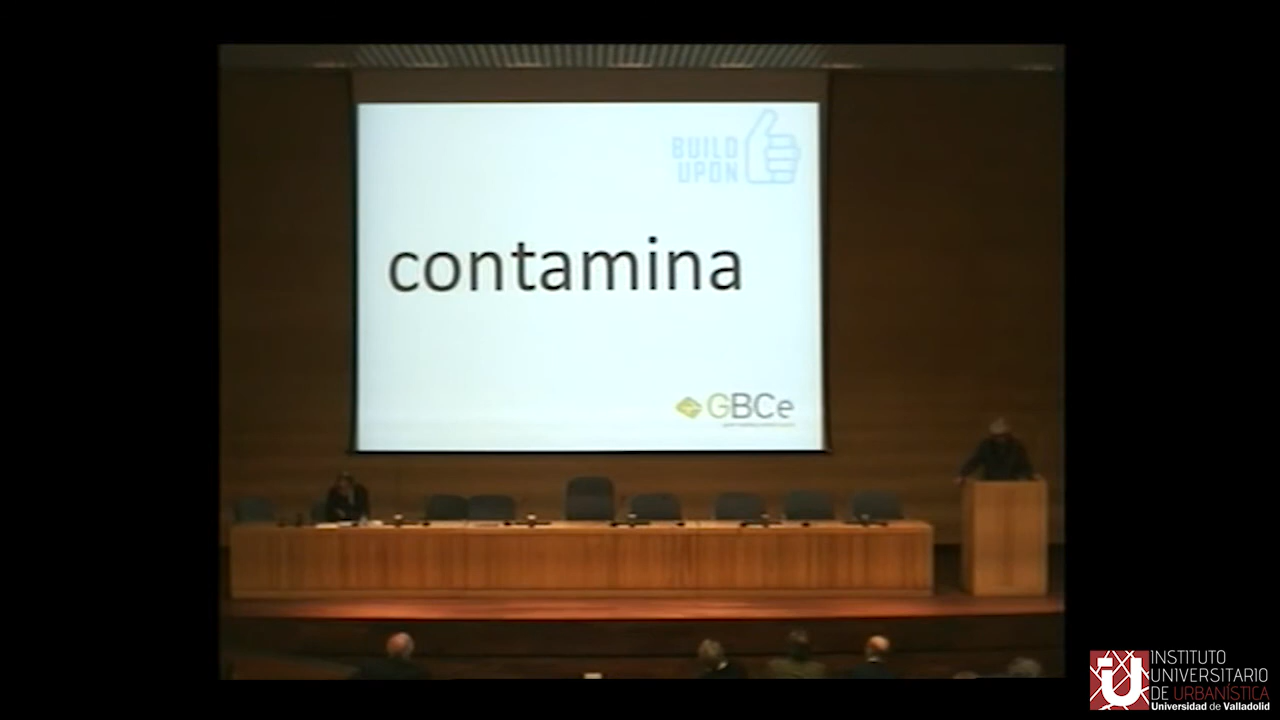 BUILD
UPON
contamina
GBCe
INSTITUTO
UNIVERSITARIO
DE URBANÍSTICA
Universidad de Valladolid